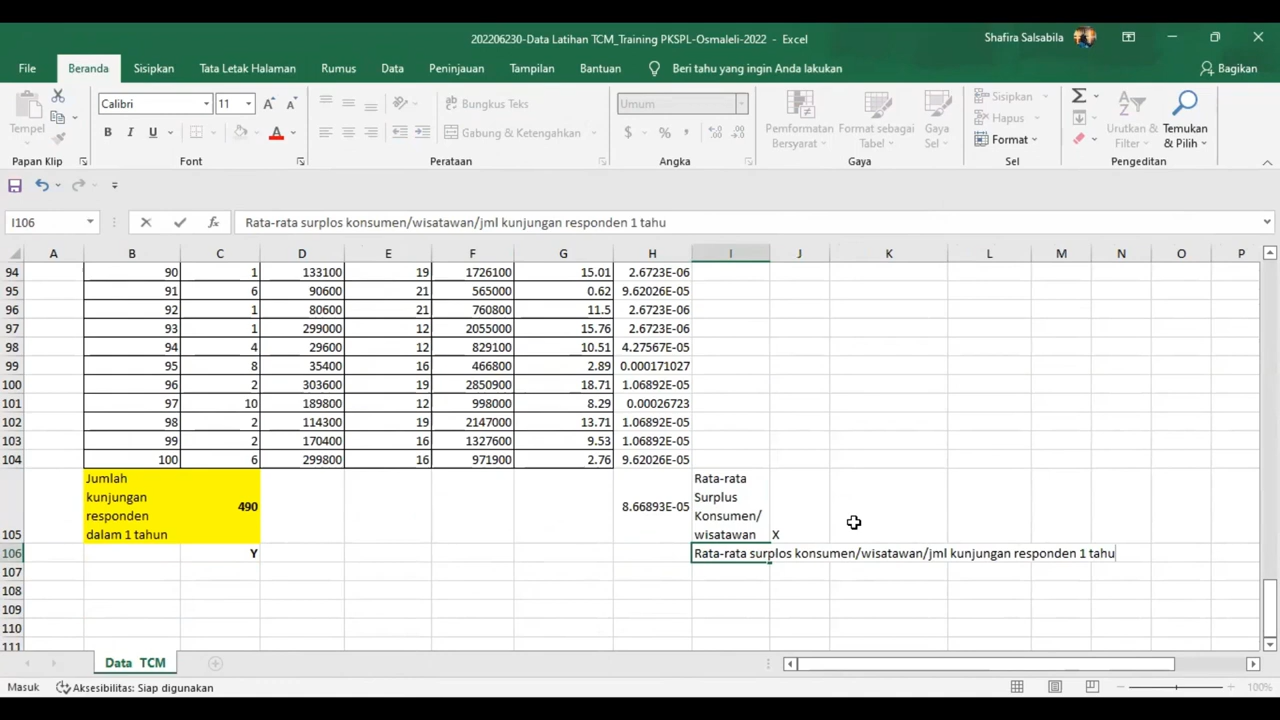 202206230-Data Latihan TCM_Training PKSPL-Osmaleli-2022 - Excel
Shafira Salsabila
File Beranda Sisipkan Tata Letak Halaman Rumus Data Peninjauan Tampilan Bantuan Beri tahu yang ingin Anda lakukan Bagikan
Tempel
Calibri 11
B I U A
Bungkus Teks
Gabung & Ketengahkan
Umum
$ % ,
Pemformatan Bersyarat
Format sebagai Tabel
Gaya Sel
Sisipkan
Hapus
Format
Urutkan & Filter
Temukan & Pilih
Papan Klip Font Perataan Angka Gaya Sel Pengeditan
I106 fx Rata-rata surplos konsumen/wisatawan/jml kunjungan responden 1 tahu
A B C D E F G H I J K L M N O P
94 90 1 133100 19 1726100 15.01 2.6723E-06
95 91 6 90600 21 565000 0.62 9.62026E-05
96 92 1 80600 21 760800 11.5 2.6723E-06
97 93 1 299000 12 2055000 15.76 2.6723E-06
98 94 4 29600 12 829100 10.51 4.27567E-05
99 95 8 35400 16 466800 2.89 0.000171027
100 96 2 303600 19 2850900 18.71 1.06892E-05
101 97 10 189800 12 998000 8.29 0.00026723
102 98 2 114300 19 2147000 13.71 1.06892E-05
103 99 2 170400 16 1327600 9.53 1.06892E-05
104 100 6 299800 16 971900 2.76 9.62026E-05
Jumlah
kunjungan
responden
dalam 1 tahun
490
8.66893E-05
Rata-rata
Surplus
Konsumen/
wisatawan
X
105
106 Y Rata-rata surplos konsumen/wisatawan/jml kunjungan responden 1 tahu
107
108
109
110
111
Data TCM
Masuk Aksesibilitas: Siap digunakan 100%